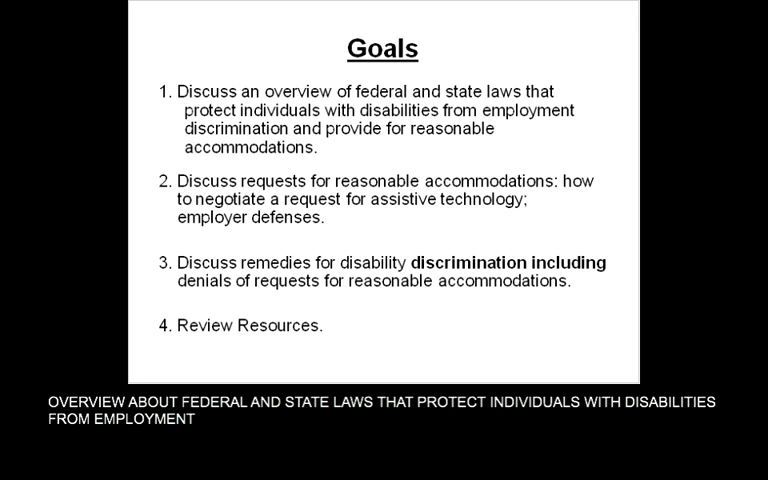 Goals
1. Discuss an overview of federal and state laws that
protect individuals with disabilities from employment
discrimination and provide for reasonable
accommodations.
2. Discuss requests for reasonable accommodations: how
to negotiate a request for assistive technology;
employer defenses.
3. Discuss remedies for disability discrimination including
denials of requests for reasonable accommodations.
4. Review Resources.
OVERVIEW ABOUT FEDERAL AND STATE LAWS THAT PROTECT INDIVIDUALS WITH DISABILITIES
FROM EMPLOYMENT